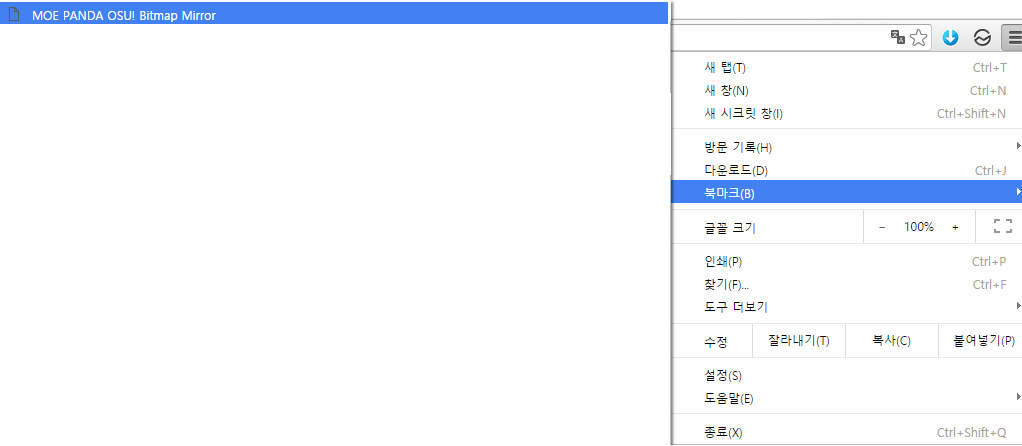 MOE PANDA OSU! Bitmap Mirror
새 탭(T) Ctrl+T
새 창(N) Ctrl+N
새 시크릿 창(I) Ctrl+Shift+N
방문 기록(H)
다운로드(D) Ctrl+J
북마크(B)
글꼴 크기 − 100% +
인쇄(P) Ctrl+P
찾기(F)... Ctrl+F
도구 더보기
수정 잘라내기(T) 복사(C) 붙여넣기(P)
설정(S)
도움말(E)
종료(X) Ctrl+Shift+Q